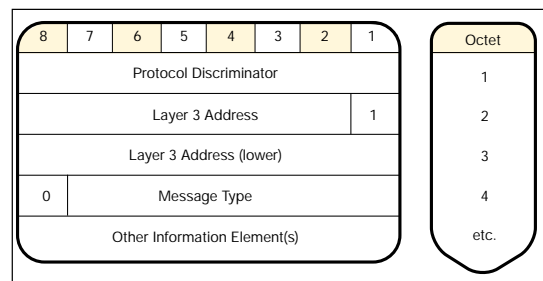 8 7 6 5 4 3 2 1 Octet
Protocol Discriminator 1
Layer 3 Address 1 2
Layer 3 Address (lower) 3
0 Message Type 4
Other Information Element(s) etc.